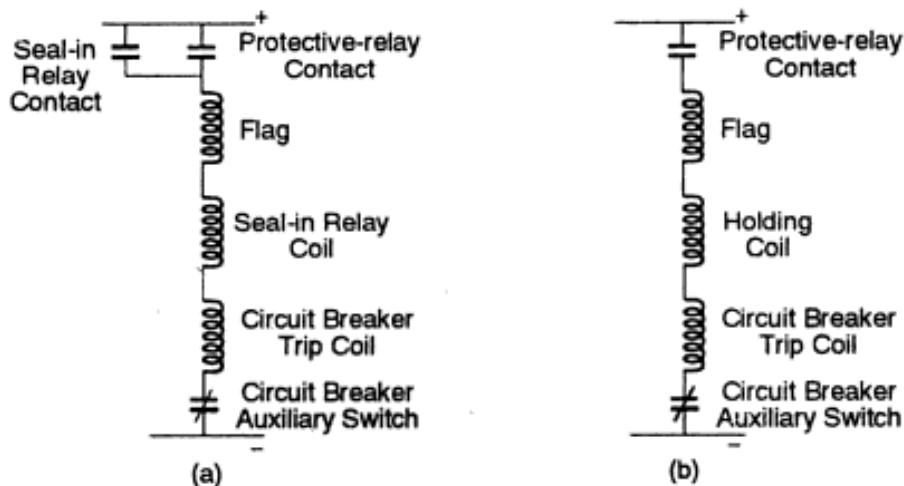 +
Seal-in
Relay
Contact
Protective-relay
Contact
Flag
Seal-in Relay
Coil
Circuit Breaker
Trip Coil
Circuit Breaker
Auxiliary Switch
–
(a)
+
Protective-relay
Contact
Flag
Holding
Coil
Circuit Breaker
Trip Coil
Circuit Breaker
Auxiliary Switch
–
(b)